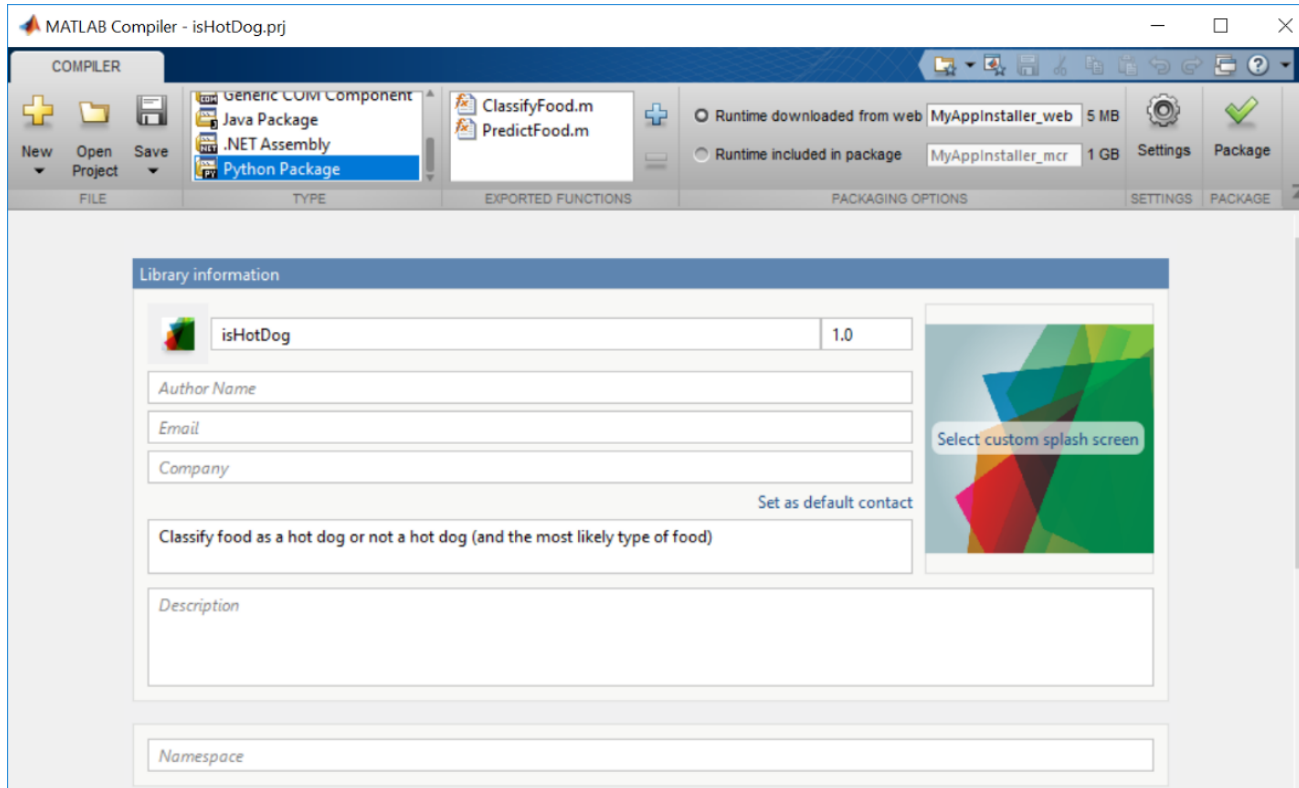 MATLAB Compiler - isHotDog.prj
COMPILER
New
Open Project
Save
FILE
Generic COM Component
Java Package
.NET Assembly
Python Package
TYPE
ClassifyFood.m
PredictFood.m
EXPORTED FUNCTIONS
Runtime downloaded from web MyAppInstaller_web 5 MB
Runtime included in package MyAppInstaller_mcr 1 GB
PACKAGING OPTIONS
Settings
SETTINGS
Package
PACKAGE
Library information
isHotDog 1.0
Author Name
Email
Company
Select custom splash screen
Set as default contact
Classify food as a hot dog or not a hot dog (and the most likely type of food)
Description
Namespace